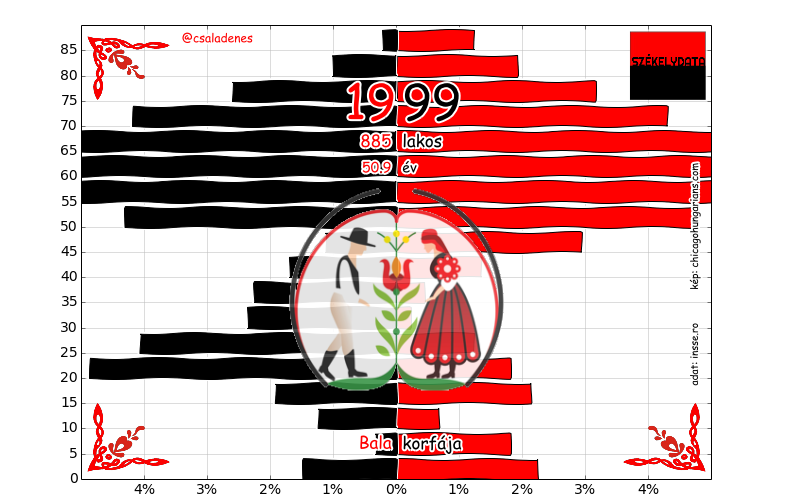 @csaladenes
SZÉKELYDATA
1999
885 lakos
50.9 év
kép: chicagohungarians.com
adat: insse.ro
Bala korfája
85
80
75
70
65
60
55
50
45
40
35
30
25
20
15
10
5
0
4% 3% 2% 1% 0% 1% 2% 3% 4%